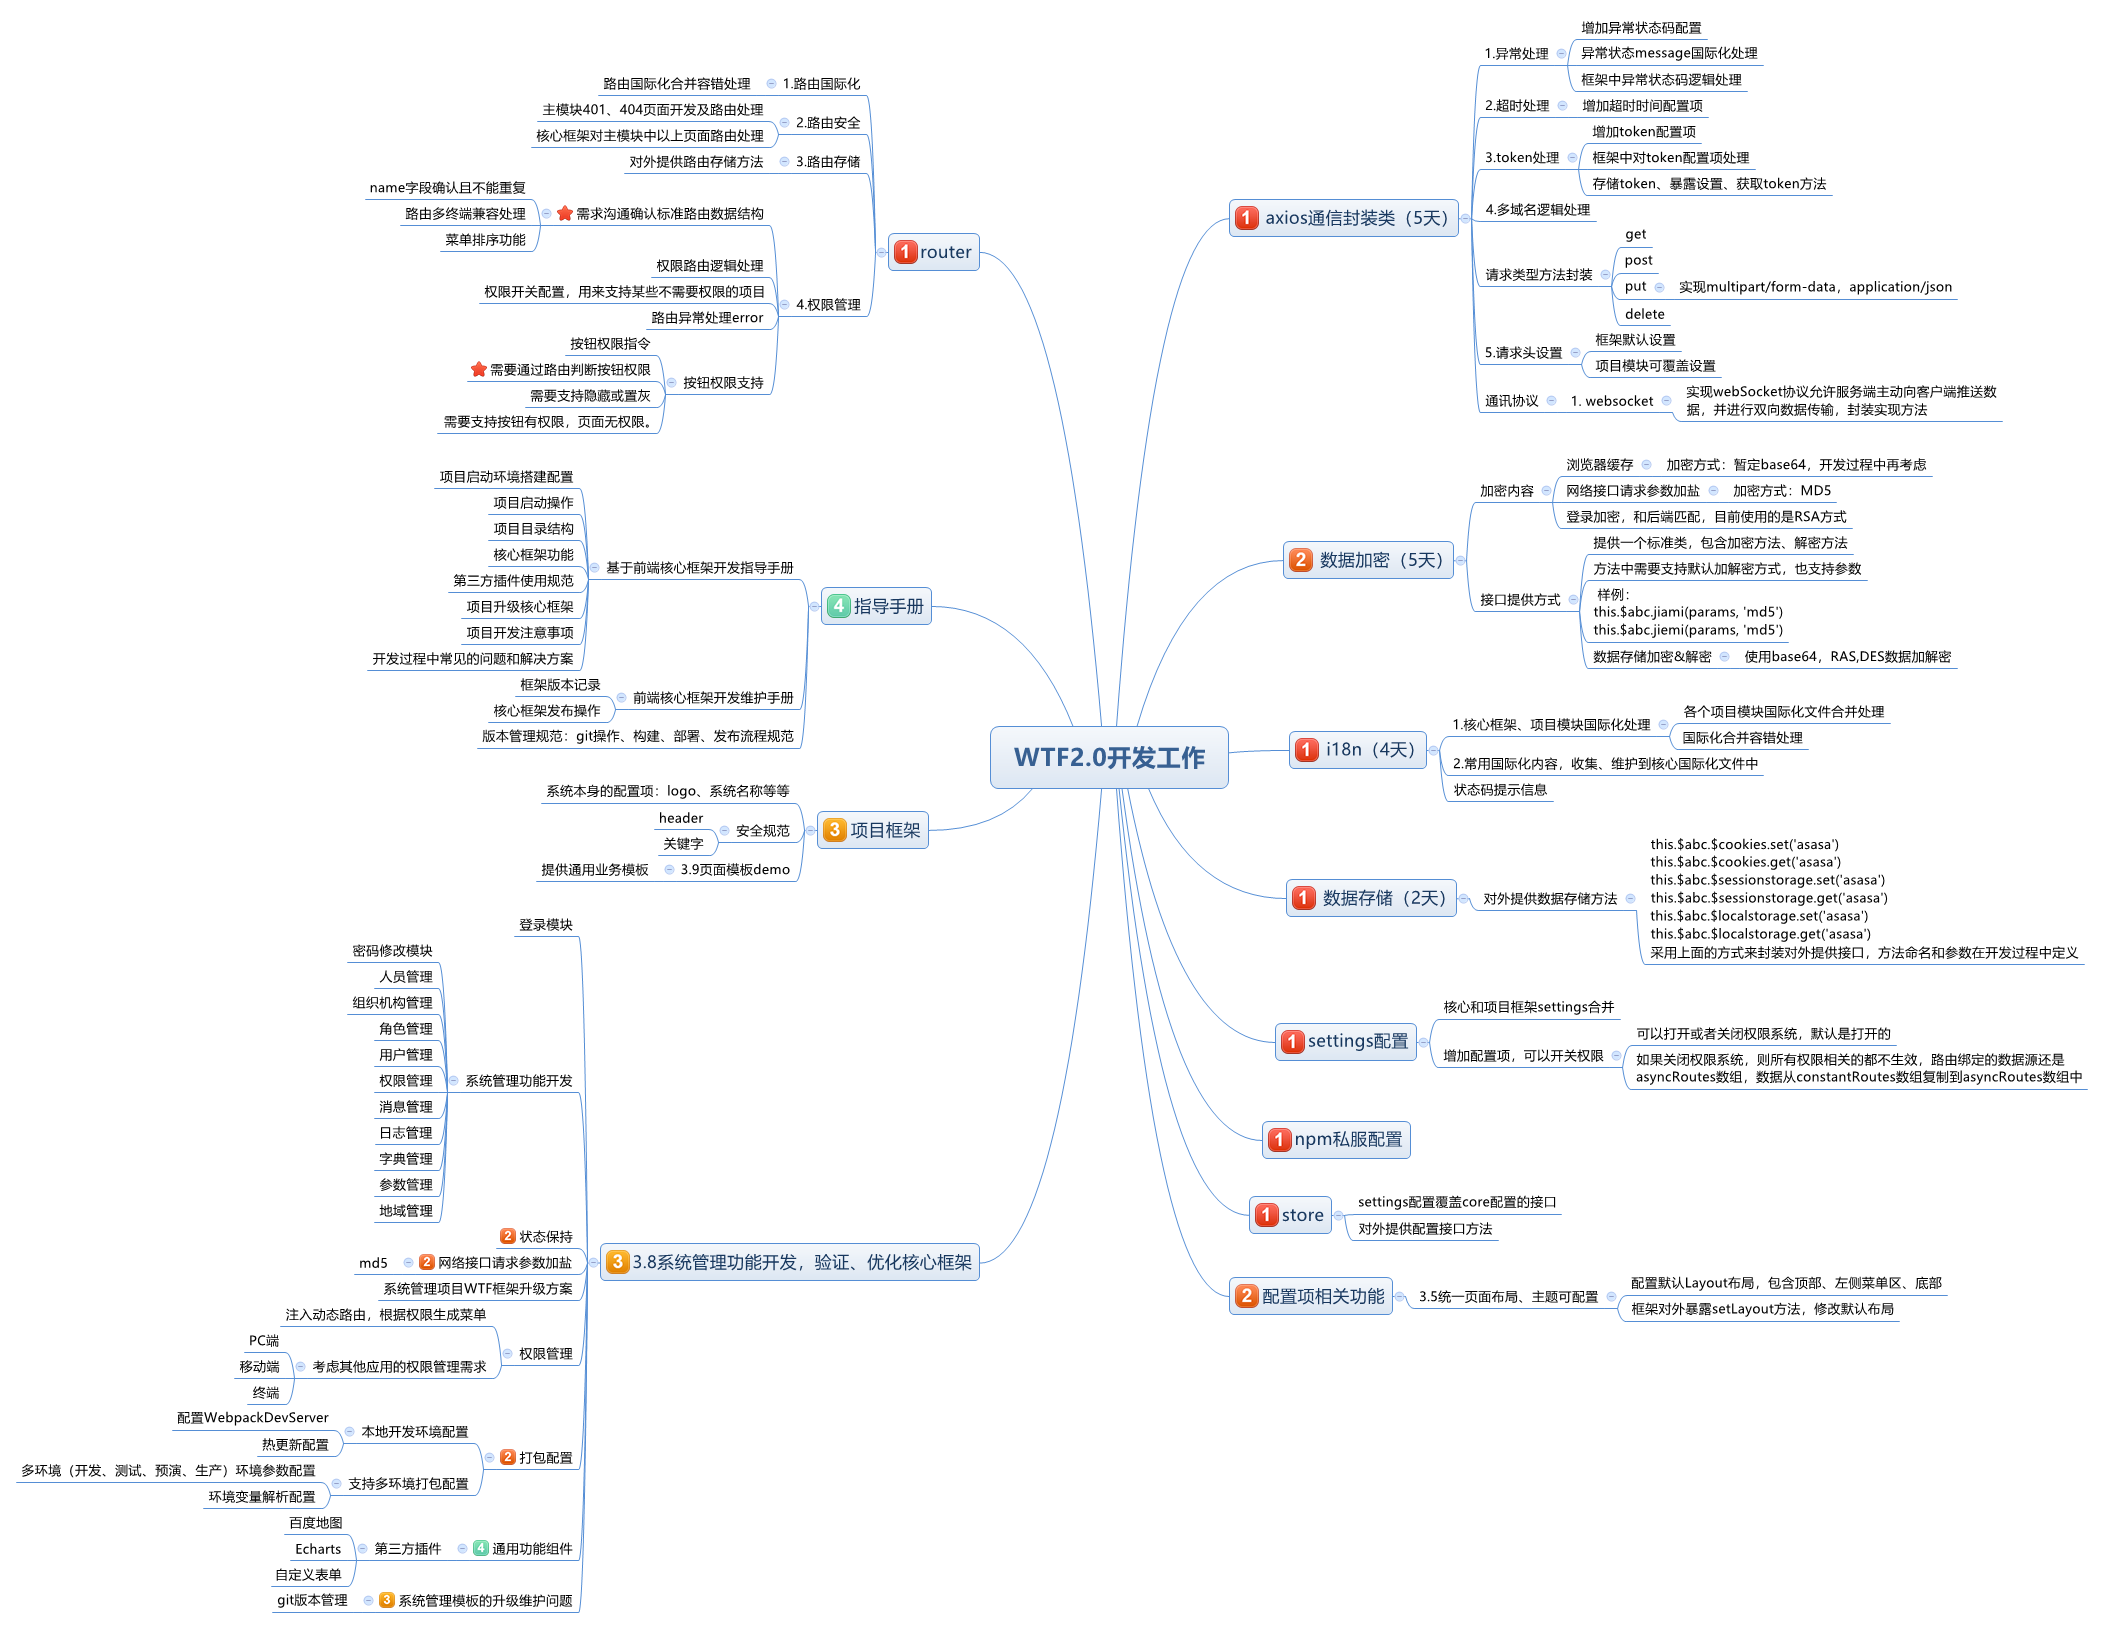 WTF2.0开发工作
1 axios通信封装类（5天）
1.异常处理
增加异常状态码配置
异常状态message国际化处理
框架中异常状态码逻辑处理
2.超时处理
增加超时时间配置项
3.token处理
增加token配置项
框架中对token配置项处理
存储token、暴露设置、获取token方法
4.多域名逻辑处理
请求类型方法封装
get
post
put
实现multipart/form-data，application/json
delete
5.请求头设置
框架默认设置
项目模块可覆盖设置
通讯协议
1. websocket
实现webSocket协议允许服务端主动向客户端推送数
据，并进行双向数据传输，封装实现方法
2 数据加密（5天）
加密内容
浏览器缓存
加密方式：暂定base64，开发过程中再考虑
网络接口请求参数加盐
加密方式：MD5
登录加密，和后端匹配，目前使用的是RSA方式
接口提供方式
提供一个标准类，包含加密方法、解密方法
方法中需要支持默认加解密方式，也支持参数
样例：
this.$abc.jiami(params, 'md5')
this.$abc.jiemi(params, 'md5')
数据存储加密&解密
使用base64，RAS,DES数据加解密
1 i18n（4天）
1.核心框架、项目模块国际化处理
各个项目模块国际化文件合并处理
国际化合并容错处理
2.常用国际化内容，收集、维护到核心国际化文件中
状态码提示信息
1 数据存储（2天）
对外提供数据存储方法
this.$abc.$cookies.set('asasa')
this.$abc.$cookies.get('asasa')
this.$abc.$sessionstorage.set('asasa')
this.$abc.$sessionstorage.get('asasa')
this.$abc.$localstorage.set('asasa')
this.$abc.$localstorage.get('asasa')
采用上面的方式来封装对外提供接口，方法命名和参数在开发过程中定义
1 settings配置
核心和项目框架settings合并
增加配置项，可以开关权限
可以打开或者关闭权限系统，默认是打开的
如果关闭权限系统，则所有权限相关的都不生效，路由绑定的数据源还是
asyncRoutes数组，数据从constantRoutes数组复制到asyncRoutes数组中
1 npm私服配置
1 store
settings配置覆盖core配置的接口
对外提供配置接口方法
2 配置项相关功能
3.5统一页面布局、主题可配置
配置默认Layout布局，包含顶部、左侧菜单区、底部
框架对外暴露setLayout方法，修改默认布局
1 router
1.路由国际化
路由国际化合并容错处理
2.路由安全
主模块401、404页面开发及路由处理
核心框架对主模块中以上页面路由处理
3.路由存储
对外提供路由存储方法
4.权限管理
需求沟通确认标准路由数据结构
name字段确认且不能重复
路由多终端兼容处理
菜单排序功能
权限路由逻辑处理
权限开关配置，用来支持某些不需要权限的项目
路由异常处理error
按钮权限支持
按钮权限指令
需要通过路由判断按钮权限
需要支持隐藏或置灰
需要支持按钮有权限，页面无权限。
4 指导手册
基于前端核心框架开发指导手册
项目启动环境搭建配置
项目启动操作
项目目录结构
核心框架功能
第三方插件使用规范
项目升级核心框架
项目开发注意事项
开发过程中常见的问题和解决方案
前端核心框架开发维护手册
框架版本记录
核心框架发布操作
版本管理规范：git操作、构建、部署、发布流程规范
3 项目框架
系统本身的配置项：logo、系统名称等等
安全规范
header
关键字
3.9页面模板demo
提供通用业务模板
3 3.8系统管理功能开发，验证、优化核心框架
登录模块
系统管理功能开发
密码修改模块
人员管理
组织机构管理
角色管理
用户管理
权限管理
消息管理
日志管理
字典管理
参数管理
地域管理
2 状态保持
2 网络接口请求参数加盐
md5
系统管理项目WTF框架升级方案
权限管理
注入动态路由，根据权限生成菜单
考虑其他应用的权限管理需求
PC端
移动端
终端
2 打包配置
本地开发环境配置
配置WebpackDevServer
热更新配置
支持多环境打包配置
多环境（开发、测试、预演、生产）环境参数配置
环境变量解析配置
4 通用功能组件
第三方插件
百度地图
Echarts
自定义表单
3 系统管理模板的升级维护问题
git版本管理